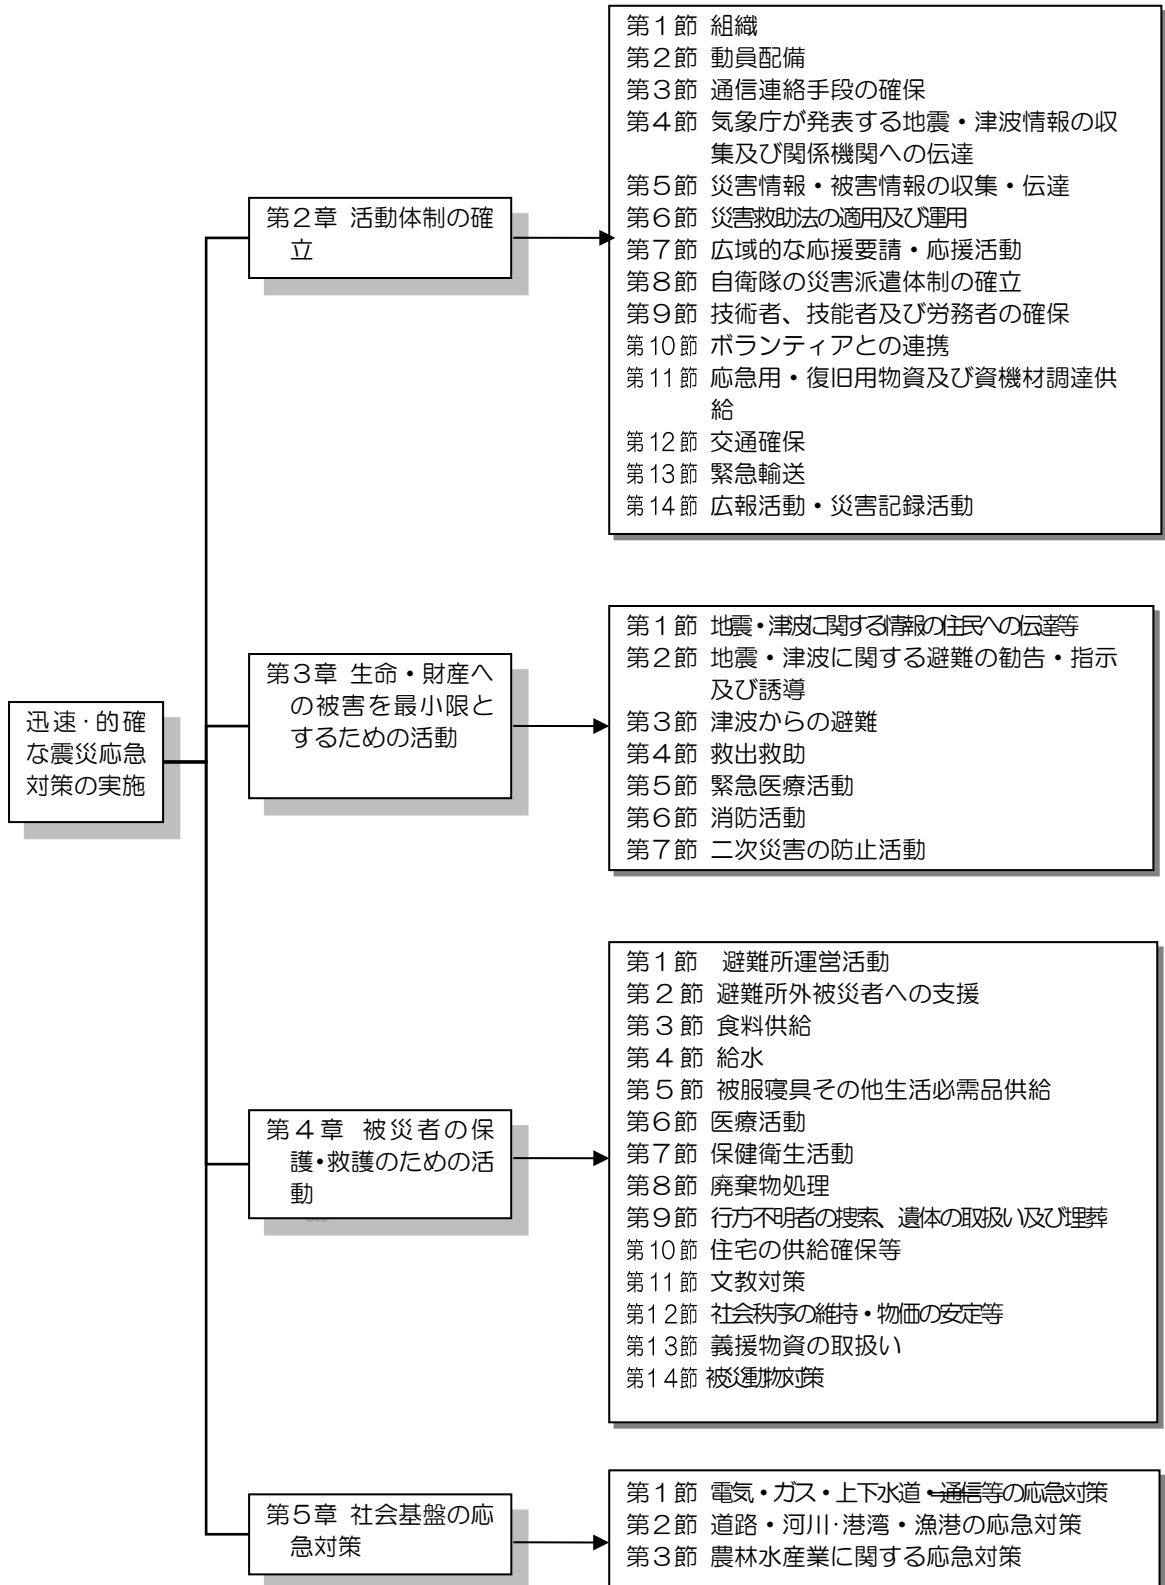 迅速・的確
な震災応急
対策の実施
第2章 活動体制の確
立
第1節 組織
第2節 動員配備
第3節 通信連絡手段の確保
第4節 気象庁が発表する地震・津波情報の収
集及び関係機関への伝達
第5節 災害情報・被害情報の収集・伝達
第6節 災害救助法の適用及び運用
第7節 広域的な応援要請・応援活動
第8節 自衛隊の災害派遣体制の確立
第9節 技術者、技能者及び労務者の確保
第10節 ボランティアとの連携
第11節 応急用・復旧用物資及び資機材調達供
給
第12節 交通確保
第13節 緊急輸送
第14節 広報活動・災害記録活動
第3章 生命・財産へ
の被害を最小限と
するための活動
第1節 地震・津波に関する情報の住民への伝達等
第2節 地震・津波に関する避難の勧告・指示
及び誘導
第3節 津波からの避難
第4節 救出救助
第5節 緊急医療活動
第6節 消防活動
第7節 二次災害の防止活動
第4章 被災者の保
護・救護のための活
動
第1節 避難所運営活動
第2節 避難所外被災者への支援
第3節 食料供給
第4節 給水
第5節 被服寝具その他生活必需品供給
第6節 医療活動
第7節 保健衛生活動
第8節 廃棄物処理
第9節 行方不明者の捜索、遺体の取扱い及び埋葬
第10節 住宅の供給確保等
第11節 文教対策
第12節 社会秩序の維持・物価の安定等
第13節 義援物資の取扱い
第14節 被災動物対策
第5章 社会基盤の応
急対策
第1節 電気・ガス・上下水道・通信等の応急対策
第2節 道路・河川・港湾・漁港の応急対策
第3節 農林水産業に関する応急対策